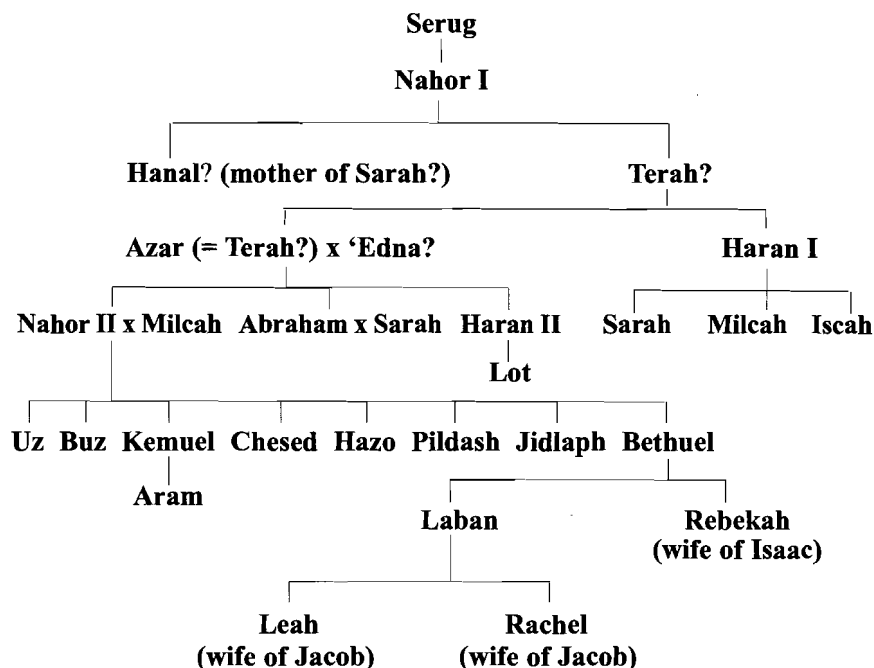 Serug
Nahor I
Hanal? (mother of Sarah?) Terah?
Azar (= Terah?) x ‘Edna? Haran I
Nahor II x Milcah Abraham x Sarah Haran II Sarah Milcah Iscah
Lot
Uz Buz Kemuel Chesed Hazo Pildash Jidlaph Bethuel
Aram
Laban Rebekah
(wife of Isaac)
Leah Rachel
(wife of Jacob) (wife of Jacob)